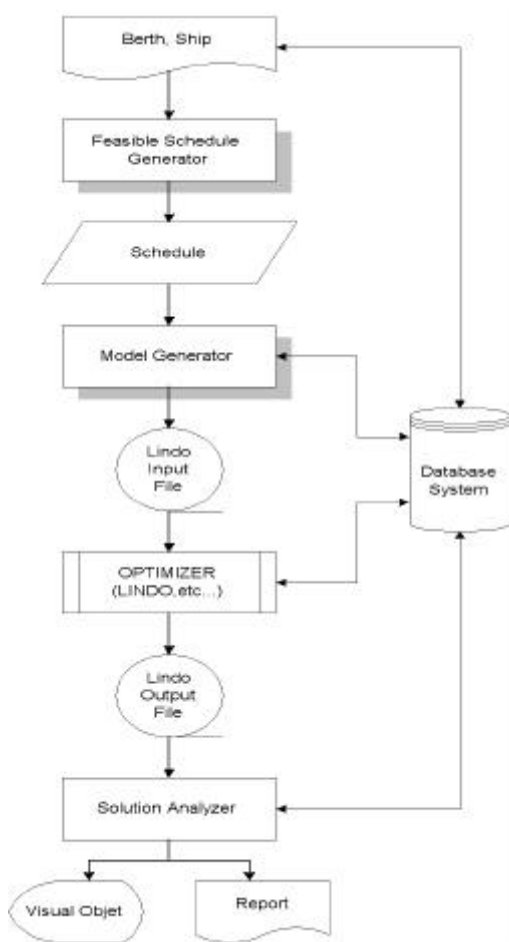 Berth, Ship
Feasible Schedule
Generator
Schedule
Model Generator
Lindo
Input
File
Database
System
OPTIMIZER
(LINDO,etc...)
Lindo
Output
File
Solution Analyzer
Visual Objet
Report